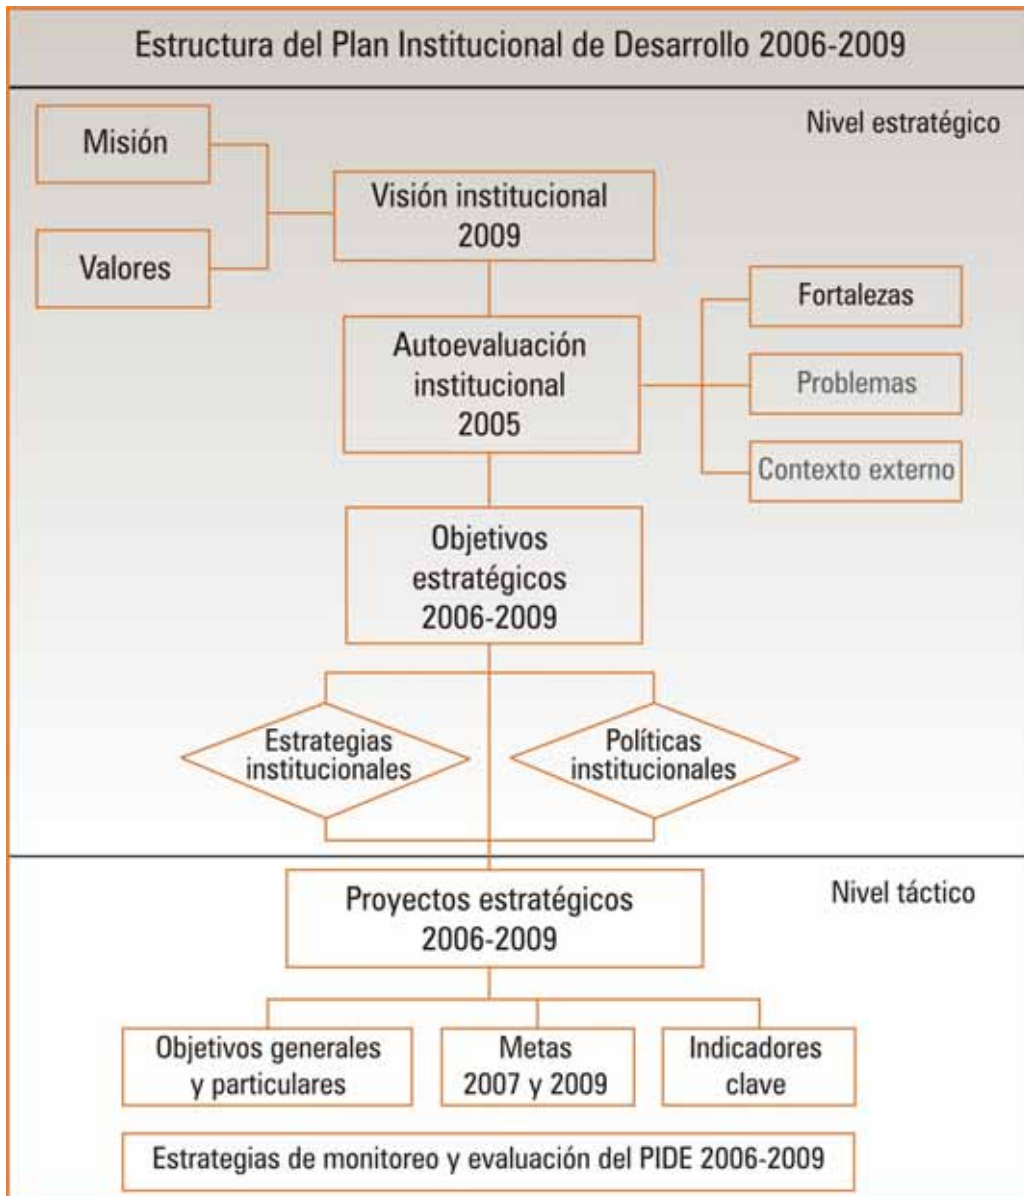 Estructura del Plan Institucional de Desarrollo 2006-2009
Nivel estratégico
Misión
Valores
Visión institucional
2009
Autoevaluación
institucional
2005
Fortalezas
Problemas
Contexto externo
Objetivos
estratégicos
2006-2009
Estrategias
institucionales
Políticas
institucionales
Nivel táctico
Proyectos estratégicos
2006-2009
Objetivos generales
y particulares
Metas
2007 y 2009
Indicadores
clave
Estrategias de monitoreo y evaluación del PIDE 2006-2009